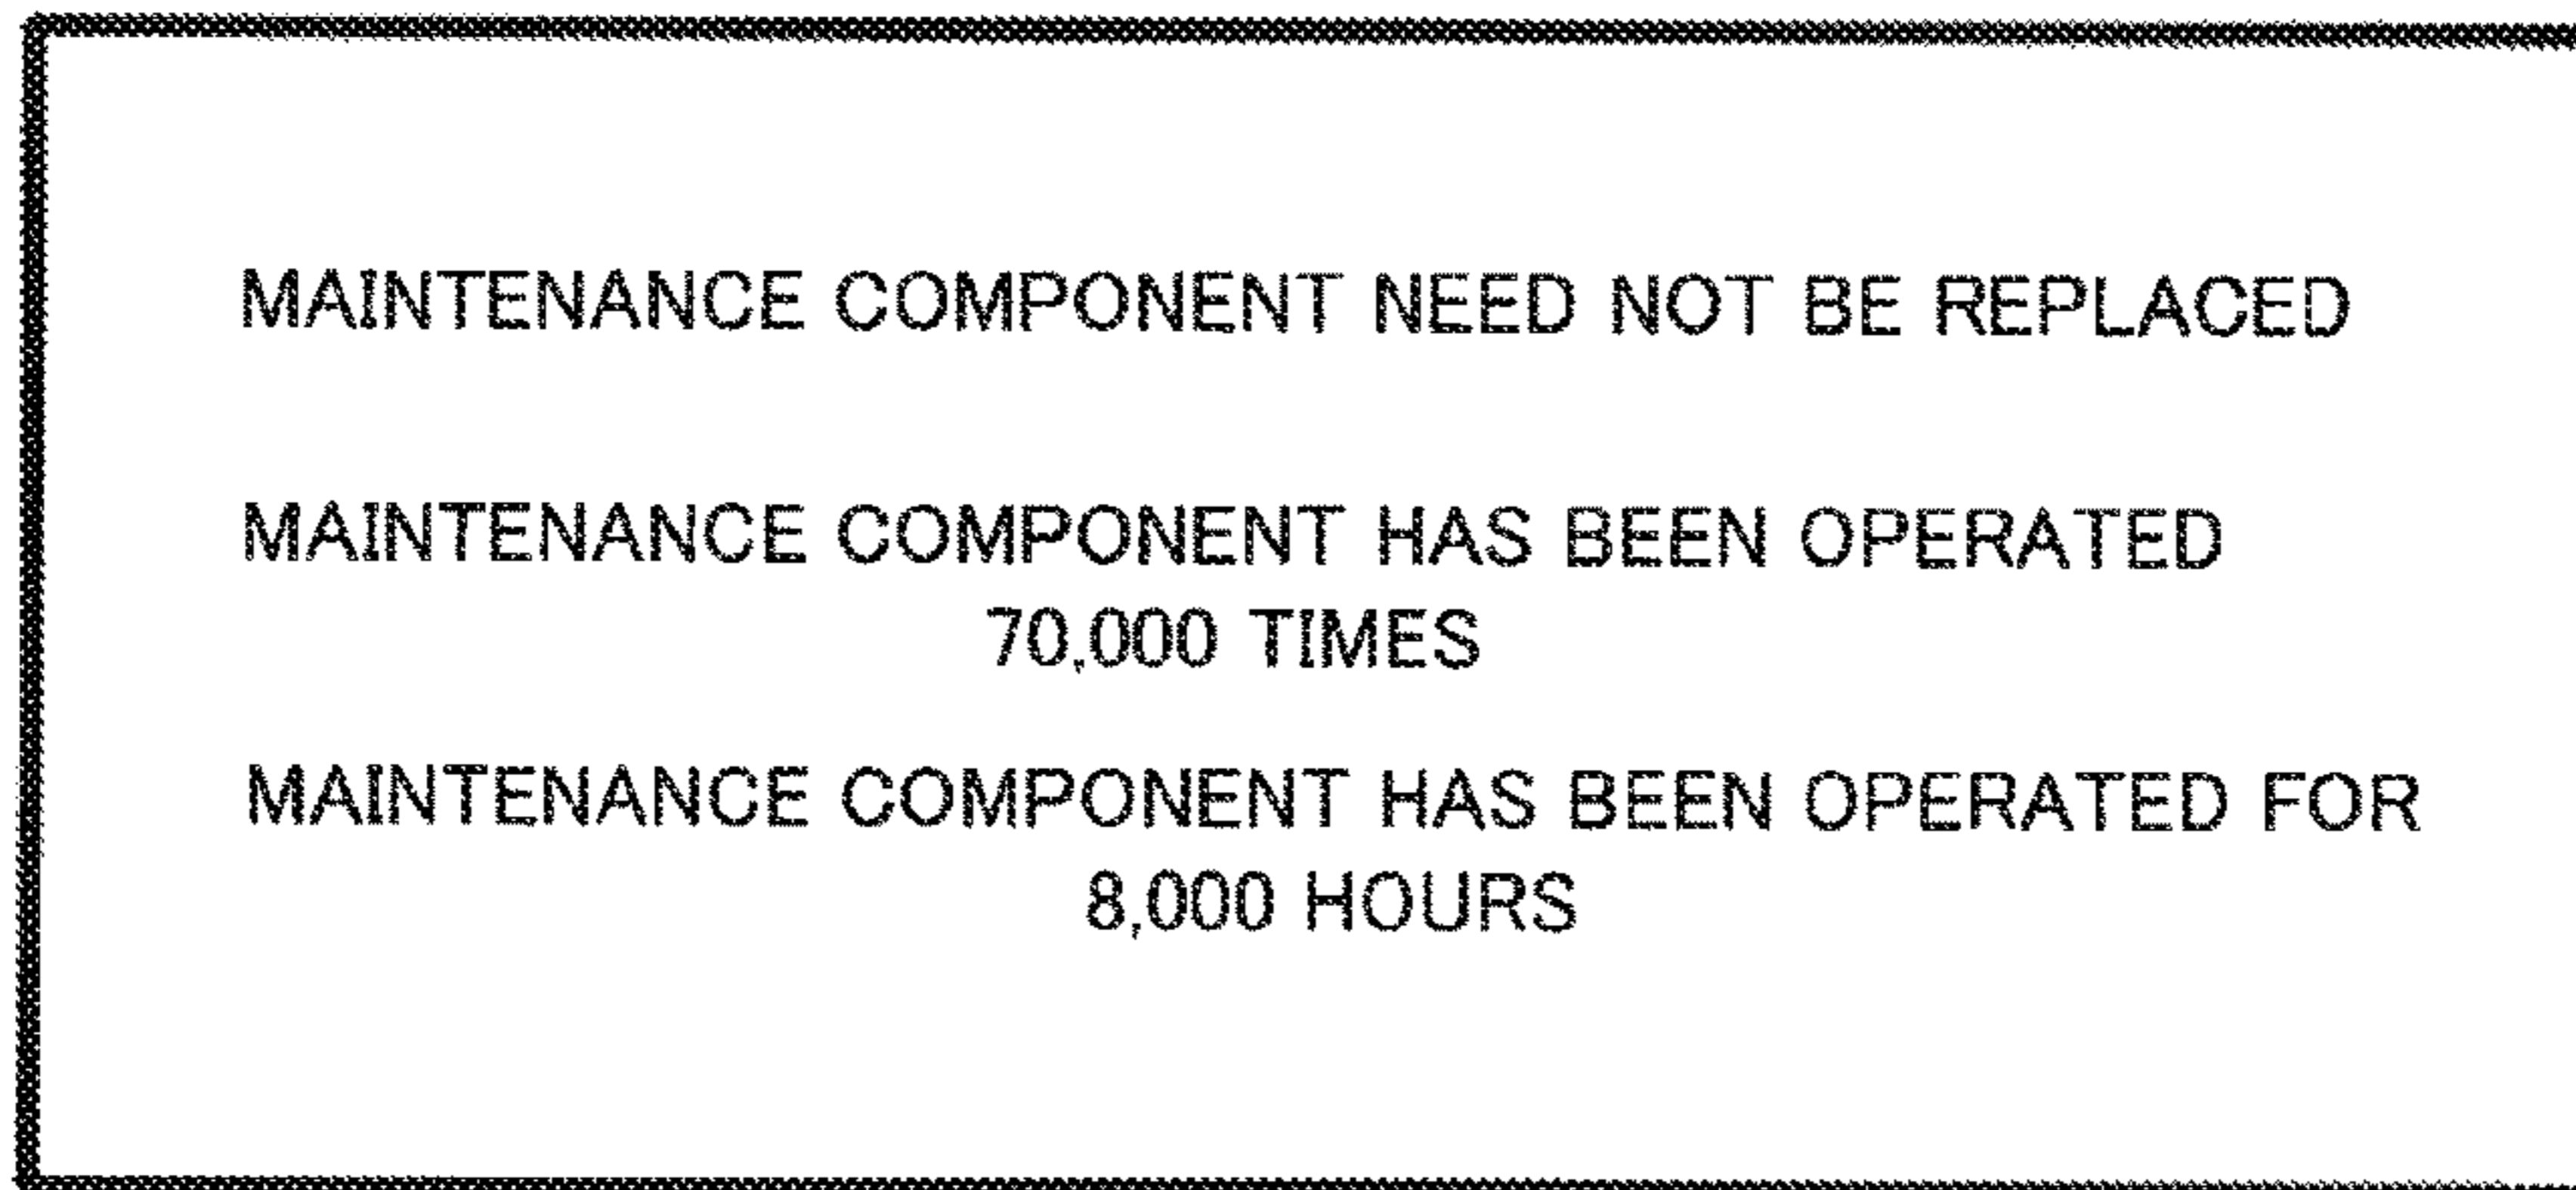 MAINTENANCE COMPONENT NEED NOT BE REPLACED
MAINTENANCE COMPONENT HAS BEEN OPERATED
70,000 TIMES
MAINTENANCE COMPONENT HAS BEEN OPERATED FOR
8,000 HOURS